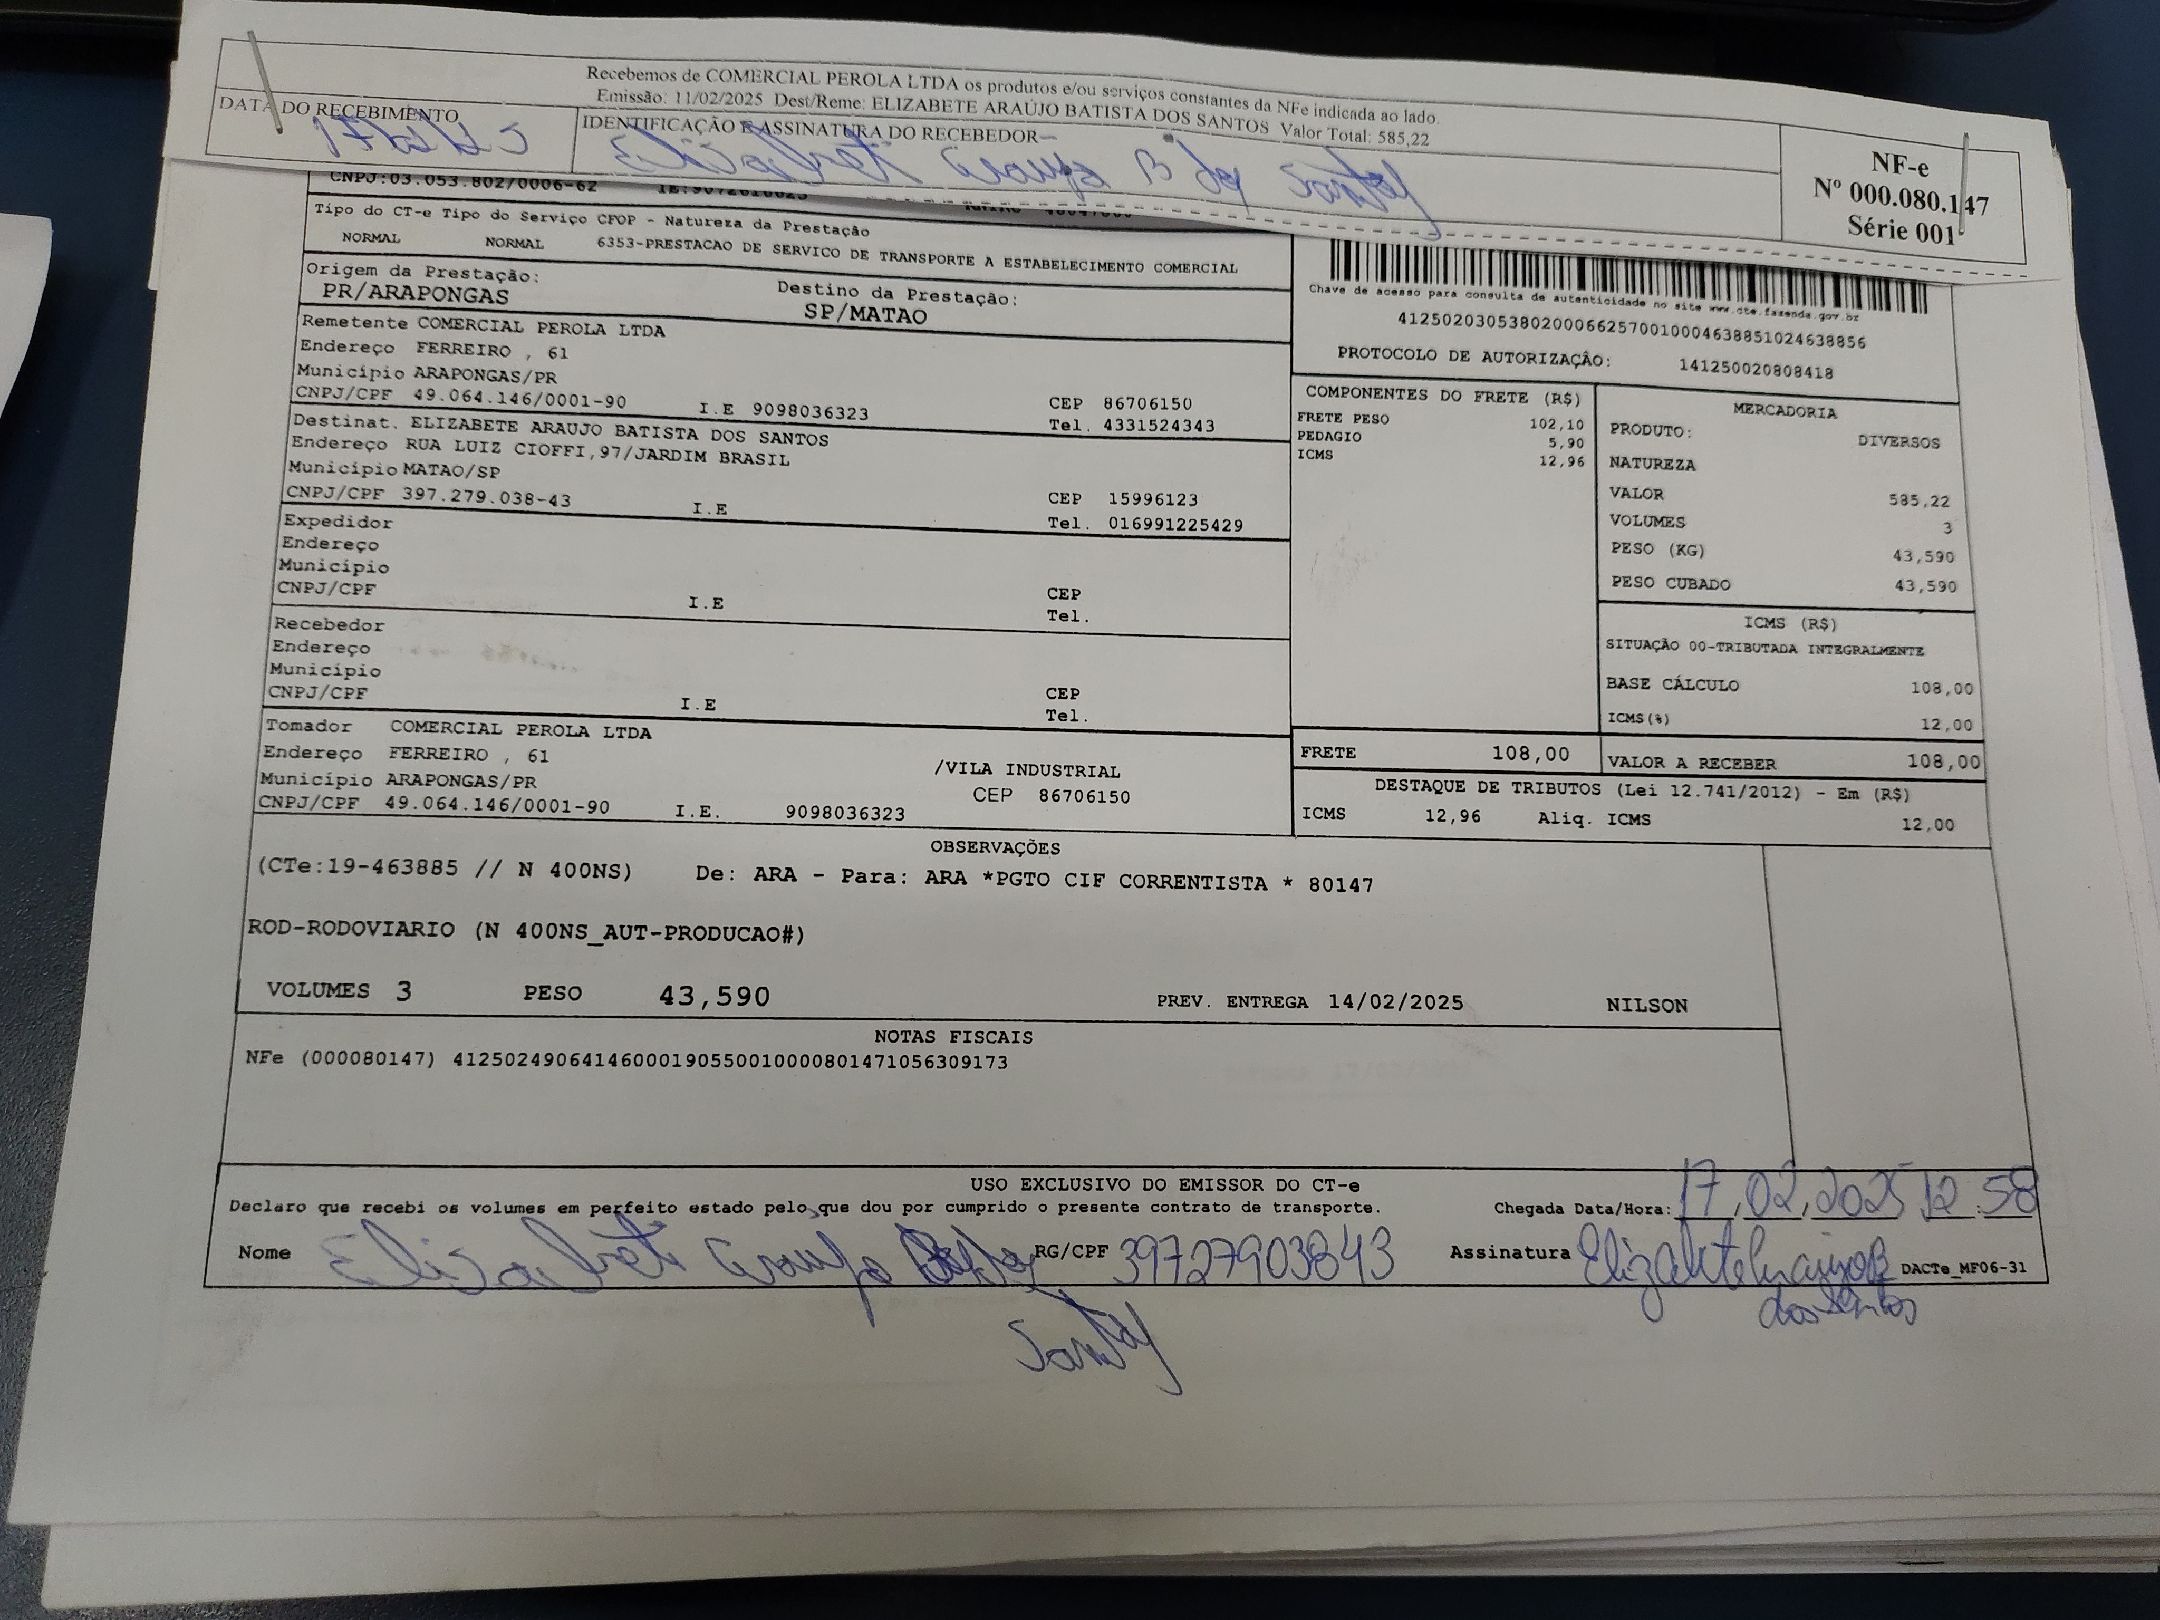 Recebemos de COMERCIAL PEROLA LTDA os produtos e/ou serviços constantes da NFe indicada ao lado.
Emissão: 11/02/2025 Dest/Reme: ELIZABETE ARAÚJO BATISTA DOS SANTOS Valor Total: 585,22
DATA DO RECEBIMENTO
IDENTIFICAÇÃO E ASSINATURA DO RECEBEDOR
NF-e
Nº 000.080.147
Série 001
CNPJ:03.053.802/0006-62
Tipo do CT-e Tipo do Serviço CFOP - Natureza da Prestação
NORMAL NORMAL 6353-PRESTACAO DE SERVICO DE TRANSPORTE A ESTABELECIMENTO COMERCIAL
Origem da Prestação: Destino da Prestação:
PR/ARAPONGAS SP/MATAO
Chave de acesso para consulta de autenticidade no site www.cte.fazenda.gov.br
41250203053802000662570010004638851024638856
PROTOCOLO DE AUTORIZAÇÃO: 141250020808418
Remetente COMERCIAL PEROLA LTDA
Endereço FERREIRO , 61
Município ARAPONGAS/PR
CNPJ/CPF 49.064.146/0001-90 I.E 9098036323 CEP 86706150
Tel. 4331524343
Destinat. ELIZABETE ARAUJO BATISTA DOS SANTOS
Endereço RUA LUIZ CIOFFI,97/JARDIM BRASIL
Município MATAO/SP
CNPJ/CPF 397.279.038-43 I.E CEP 15996123
Tel. 016991225429
Expedidor
Endereço
Município
CNPJ/CPF I.E CEP
Tel.
Recebedor
Endereço
Município
CNPJ/CPF I.E CEP
Tel.
Tomador COMERCIAL PEROLA LTDA
Endereço FERREIRO , 61 /VILA INDUSTRIAL
Município ARAPONGAS/PR CEP 86706150
CNPJ/CPF 49.064.146/0001-90 I.E. 9098036323
COMPONENTES DO FRETE (R$)
FRETE PESO 102,10
PEDAGIO 5,90
ICMS 12,96
MERCADORIA
PRODUTO: DIVERSOS
NATUREZA
VALOR 585,22
VOLUMES 3
PESO (KG) 43,590
PESO CUBADO 43,590
ICMS (R$)
SITUAÇÃO 00-TRIBUTADA INTEGRALMENTE
BASE CÁLCULO 108,00
ICMS(%) 12,00
FRETE 108,00 VALOR A RECEBER 108,00
DESTAQUE DE TRIBUTOS (Lei 12.741/2012) - Em (R$)
ICMS 12,96 Aliq. ICMS 12,00
OBSERVAÇÕES
(CTe:19-463885 // N 400NS) De: ARA - Para: ARA *PGTO CIF CORRENTISTA * 80147
ROD-RODOVIARIO (N 400NS_AUT-PRODUCAO#)
VOLUMES 3 PESO 43,590 PREV. ENTREGA 14/02/2025 NILSON
NOTAS FISCAIS
NFe (000080147) 41250249064146000190550010000801471056309173
USO EXCLUSIVO DO EMISSOR DO CT-e
Declaro que recebi os volumes em perfeito estado pelo que dou por cumprido o presente contrato de transporte. Chegada Data/Hora: 17.02.2025 12:58
Nome RG/CPF 39727903843 Assinatura
dos Santos
DACTe_MF06-31